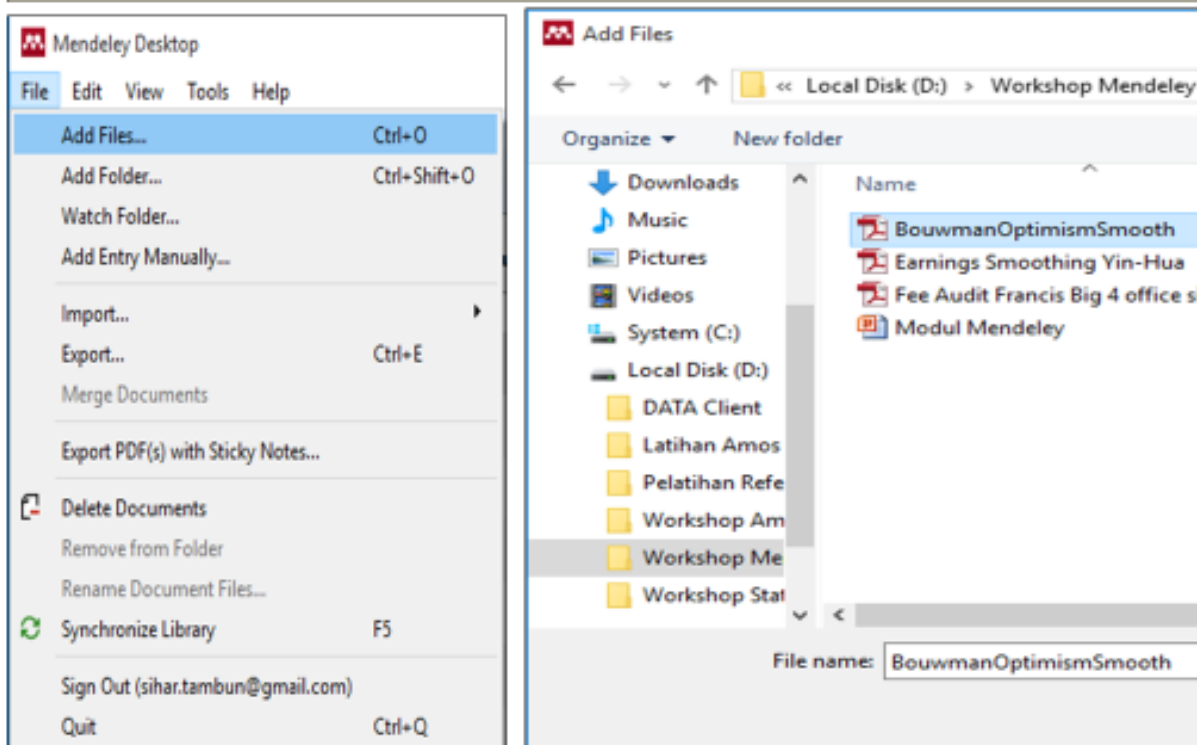 Mendeley Desktop
File Edit View Tools Help
Add Files... Ctrl+O
Add Folder... Ctrl+Shift+O
Watch Folder...
Add Entry Manually...
Import...
Export... Ctrl+E
Merge Documents
Export PDF(s) with Sticky Notes...
Delete Documents
Remove from Folder
Rename Document Files...
Synchronize Library F5
Sign Out (sihar.tambun@gmail.com)
Quit Ctrl+Q
Add Files
« Local Disk (D:) > Workshop Mendeley
Organize New folder
Downloads
Music
Pictures
Videos
System (C:)
Local Disk (D:)
DATA Client
Latihan Amos
Pelatihan Refe
Workshop Am
Workshop Me
Workshop Stat
Name
BouwmanOptimismSmooth
Earnings Smoothing Yin-Hua
Fee Audit Francis Big 4 office s
Modul Mendeley
File name: BouwmanOptimismSmooth